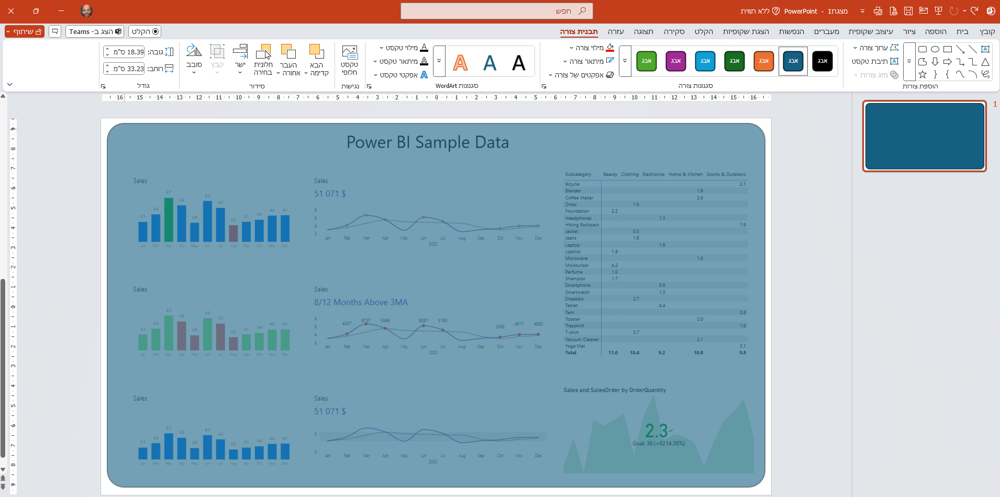 מצגת1 - PowerPoint ללא תווית
חפש
קובץ בית הוספה ציור עיצוב שקופית מעברים הנפשות הצגת שקופיות הקלט סקירה תצוגה עזרה תבנית צורה
הקלט הצג ב- Teams שיתוף
ערוך צורה
תיבת טקסט
מזג צורות
הוספת צורות
אבג אבג אבג אבג אבג אבג אבג
מילוי צורה
מיתאר צורה
אפקטים של צורה
סגנונות צורה
A A A
מילוי טקסט
מיתאר טקסט
אפקטי טקסט
סגנונות WordArt
טקסט חלופי
נגישות
הבא קדימה
העבר אחורה
חלונית בחירה
ישר
קבץ
סובב
סידור
גובה: 18.39 ס"מ
רוחב: 33.23 ס"מ
גודל
16 15 14 13 12 11 10 9 8 7 6 5 4 3 2 1 0 1 2 3 4 5 6 7 8 9 10 11 12 13 14 15 16
9 8 7 6 5 4 3 2 1 0 1 2 3 4 5 6 7 8 9
1
Power BI Sample Data
Sales
3.1 4.2 6.7 5.6 2.9 6.3 5.2 2.5 3.1 3.4 4.0 4.1
Jan Feb Mar Apr May Jun Jul Aug Sep Oct Nov Dec
Sales
51 071 $
8
6
4
2
Jan Feb Mar Apr May Jun Jul Aug Sep Oct Nov Dec
2023
Subcategory Beauty Clothing Electronics Home & Kitchen Sports & Outdoors
Bicycle 2.1
Blender 1.9
Coffee Maker 2.9
Dress 1.8
Foundation 2.2
Headphones 1.3
Hiking Backpack 1.9
Jacket 0.5
Jeans 1.6
Laptop 1.6
Lipstick 1.9
Microwave 1.8
Moisturizer 4.2
Perfume 1.0
Shampoo 1.7
Smartphone 0.6
Smartwatch 1.3
Sneakers 2.7
Tablet 4.4
Tent 0.8
Toaster 2.0
Treadmill 1.8
T-shirt 3.7
Vacuum Cleaner 2.1
Yoga Mat 3.1
Total 11.0 10.4 9.2 10.8 9.8
Sales
3.1 4.2 6.7 5.6 2.9 6.3 5.2 2.5 3.1 3.4 4.0 4.1
Jan Feb Mar Apr May Jun Jul Aug Sep Oct Nov Dec
Sales
8/12 Months Above 3MA
8
6
4
2
4207 6737 5599 6267 5190 3385 4017 4082
Jan Feb Mar Apr May Jun Jul Aug Sep Oct Nov Dec
2023
Sales
3.1 4.2 6.7 5.6 2.9 6.3 5.2 2.5 3.1 3.4 4.0 4.1
Jan Feb Mar Apr May Jun Jul Aug Sep Oct Nov Dec
Sales
51 071 $
5
0
Jan Feb Mar Apr May Jun Jul Aug Sep Oct Nov Dec
2023
Sales and SalesOrder by OrderQuantity
2.3
Goal: 36 (+6214.36%)